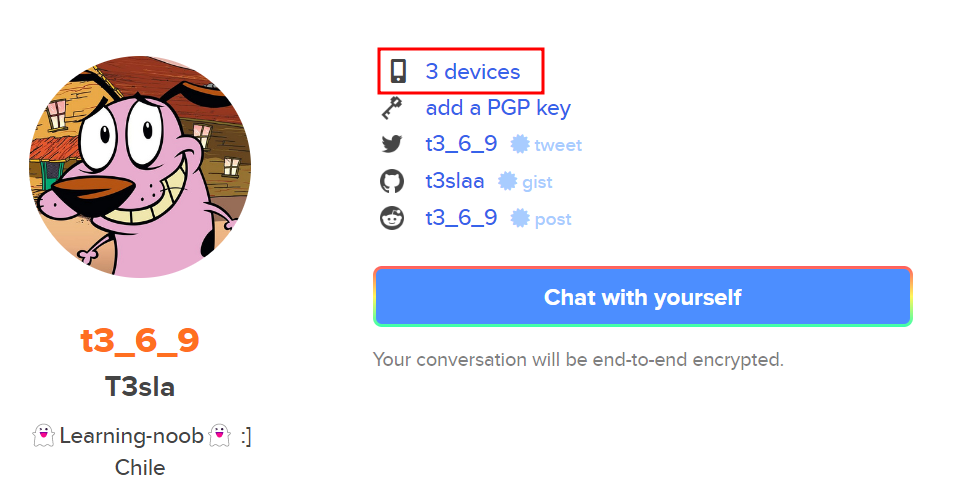 3 devices
add a PGP key
t3_6_9 tweet
t3slaa gist
t3_6_9 post
Chat with yourself
Your conversation will be end-to-end encrypted.
t3_6_9
T3sla
👻Learning-noob👻 :]
Chile